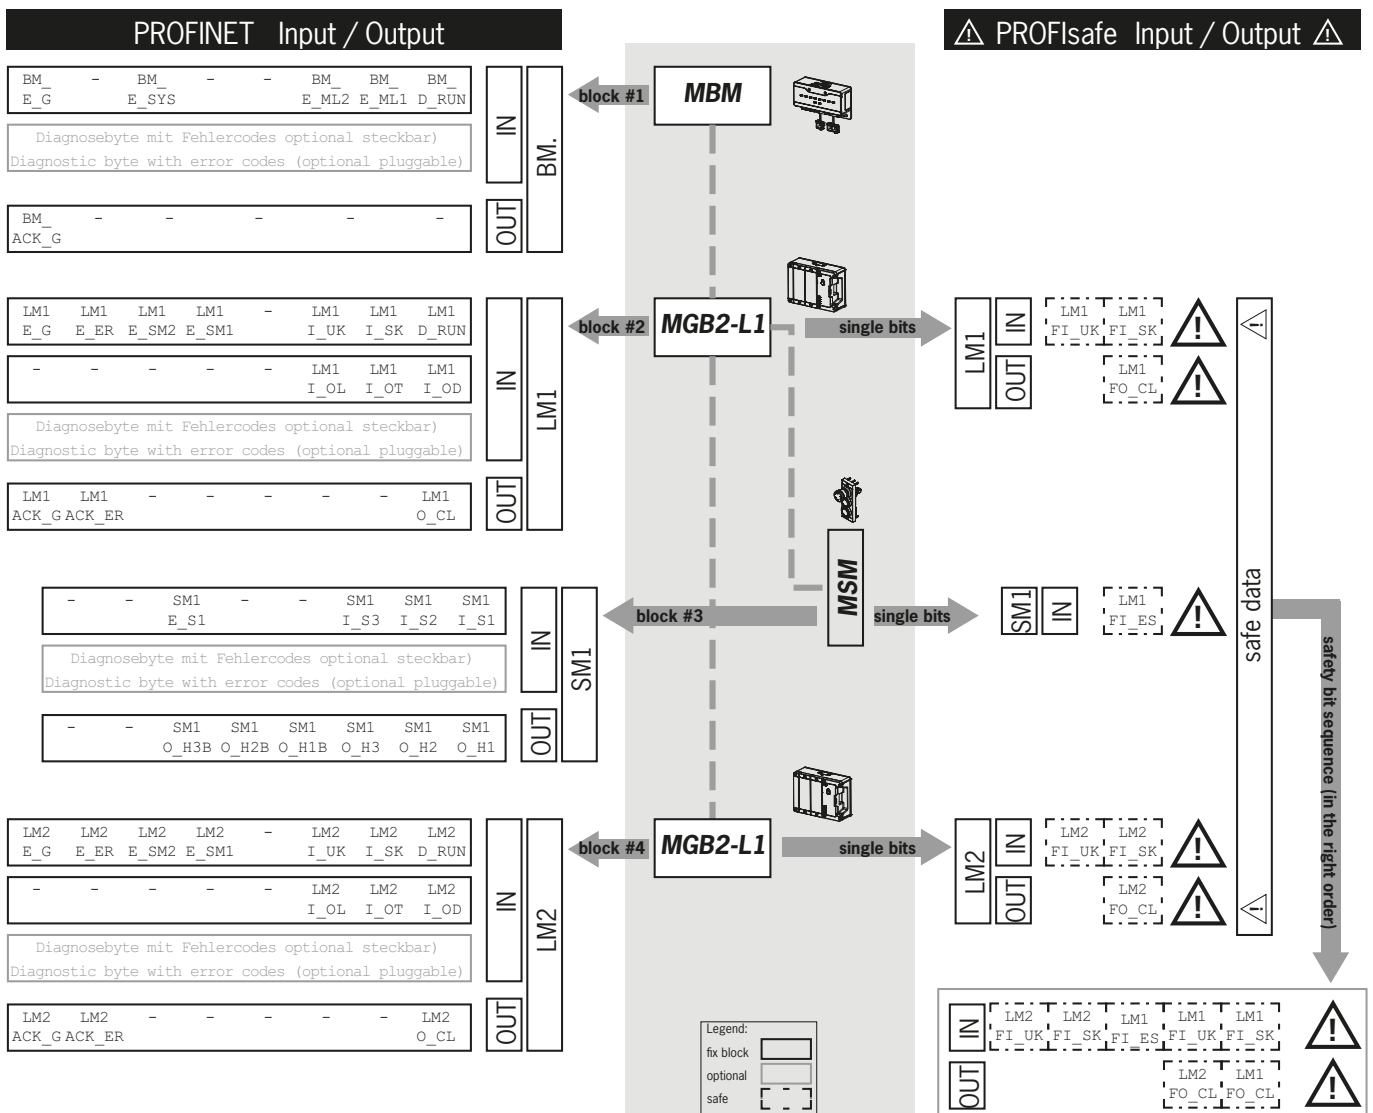 PROFINET Input / Output
⚠ PROFIsafe Input / Output ⚠
BM_ - BM_ - - BM_ BM_ BM_
E_G E_SYS E_ML2 E_ML1 D_RUN
Diagnosebyte mit Fehlercodes optional steckbar)
Diagnostic byte with error codes (optional pluggable)
IN
BM_ - - - - -
ACK_G
OUT
BM.
block #1
MBM
LM1 LM1 LM1 LM1 - LM1 LM1 LM1
E_G E_ER E_SM2 E_SM1 I_UK I_SK D_RUN
- - - - - LM1 LM1 LM1
I_OL I_OT I_OD
Diagnosebyte mit Fehlercodes optional steckbar)
Diagnostic byte with error codes (optional pluggable)
IN
LM1 LM1 - - - - - LM1
ACK_G ACK_ER O_CL
OUT
LM1
block #2
MGB2-L1
single bits
LM1
IN
LM1 LM1
FI_UK FI_SK
OUT
LM1
FO_CL
- - SM1 - - SM1 SM1 SM1
E_S1 I_S3 I_S2 I_S1
Diagnosebyte mit Fehlercodes optional steckbar)
Diagnostic byte with error codes (optional pluggable)
IN
- - SM1 SM1 SM1 SM1 SM1 SM1
O_H3B O_H2B O_H1B O_H3 O_H2 O_H1
OUT
SM1
block #3
MSM
single bits
SM1
IN
LM1
FI_ES
safe data
safety bit sequence (in the right order)
LM2 LM2 LM2 LM2 - LM2 LM2 LM2
E_G E_ER E_SM2 E_SM1 I_UK I_SK D_RUN
- - - - - LM2 LM2 LM2
I_OL I_OT I_OD
Diagnosebyte mit Fehlercodes optional steckbar)
Diagnostic byte with error codes (optional pluggable)
IN
LM2 LM2 - - - - - LM2
ACK_G ACK_ER O_CL
OUT
LM2
block #4
MGB2-L1
single bits
LM2
IN
LM2 LM2
FI_UK FI_SK
OUT
LM2
FO_CL
Legend:
fix block
optional
safe
IN
LM2 LM2 LM1 LM1 LM1
FI_UK FI_SK FI_ES FI_UK FI_SK
OUT
LM2 LM1
FO_CL FO_CL